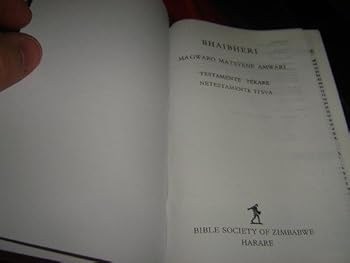 BHAIBHERI
MAGWARO MATSVENE AMWARI
TESTAMENTE YEKARE
NETESTAMENTE ITSVA
BIBLE SOCIETY OF ZIMBABWE
HARARE